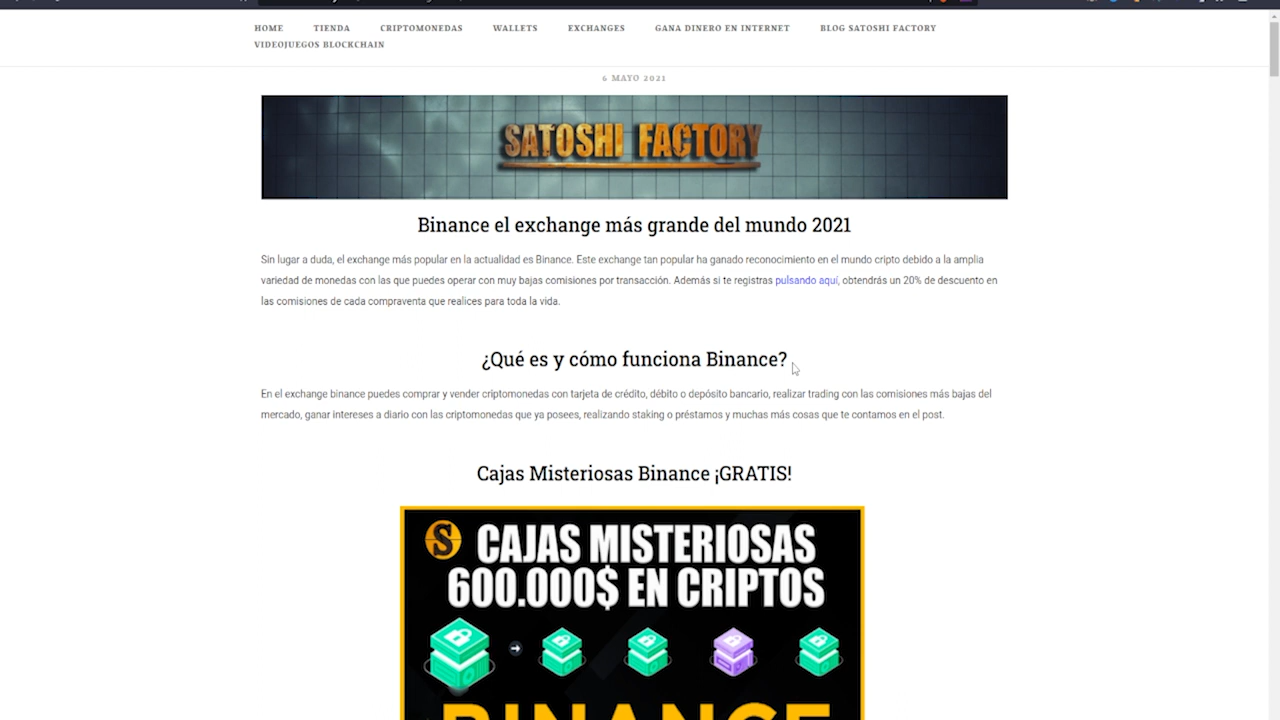 HOME TIENDA CRIPTOMONEDAS WALLETS EXCHANGES GANA DINERO EN INTERNET BLOG SATOSHI FACTORY
VIDEOJUEGOS BLOCKCHAIN
6 MAYO 2021
SATOSHI FACTORY
Binance el exchange más grande del mundo 2021
Sin lugar a duda, el exchange más popular en la actualidad es Binance. Este exchange tan popular ha ganado reconocimiento en el mundo cripto debido a la amplia
variedad de monedas con las que puedes operar con muy bajas comisiones por transacción. Además si te registras pulsando aquí, obtendrás un 20% de descuento en
las comisiones de cada compraventa que realices para toda la vida.
¿Qué es y cómo funciona Binance?
En el exchange binance puedes comprar y vender criptomonedas con tarjeta de crédito, débito o depósito bancario, realizar trading con las comisiones más bajas del
mercado, ganar intereses a diario con las criptomonedas que ya posees, realizando staking o préstamos y muchas más cosas que te contamos en el post.
Cajas Misteriosas Binance ¡GRATIS!
S CAJAS MISTERIOSAS
600.000$ EN CRIPTOS
BINANCE